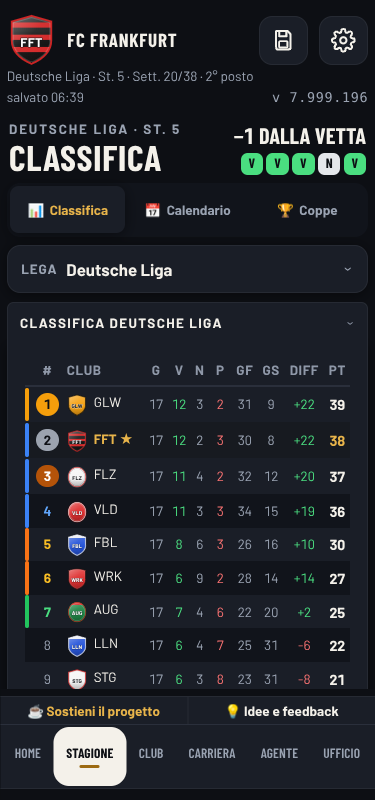 FFT FC FRANKFURT
Deutsche Liga · St. 5 · Sett. 20/38 · 2° posto
salvato 06:39 v 7.999.196
DEUTSCHE LIGA · ST. 5
−1 DALLA VETTA
CLASSIFICA
V V V N V
Classifica Calendario Coppe
LEGA Deutsche Liga
CLASSIFICA DEUTSCHE LIGA
# CLUB G V N P GF GS DIFF PT
1 GLW GLW 17 12 3 2 31 9 +22 39
2 FFT FFT ★ 17 12 2 3 30 8 +22 38
3 FLZ FLZ 17 11 4 2 32 12 +20 37
4 VLD VLD 17 11 3 3 34 15 +19 36
5 FBL FBL 17 8 6 3 26 16 +10 30
6 WRK WRK 17 6 9 2 28 14 +14 27
7 AUG AUG 17 7 4 6 22 20 +2 25
8 LLN LLN 17 6 4 7 25 31 -6 22
9 STG STG 17 6 3 8 23 31 -8 21
Sostieni il progetto Idee e feedback
HOME STAGIONE CLUB CARRIERA AGENTE UFFICIO